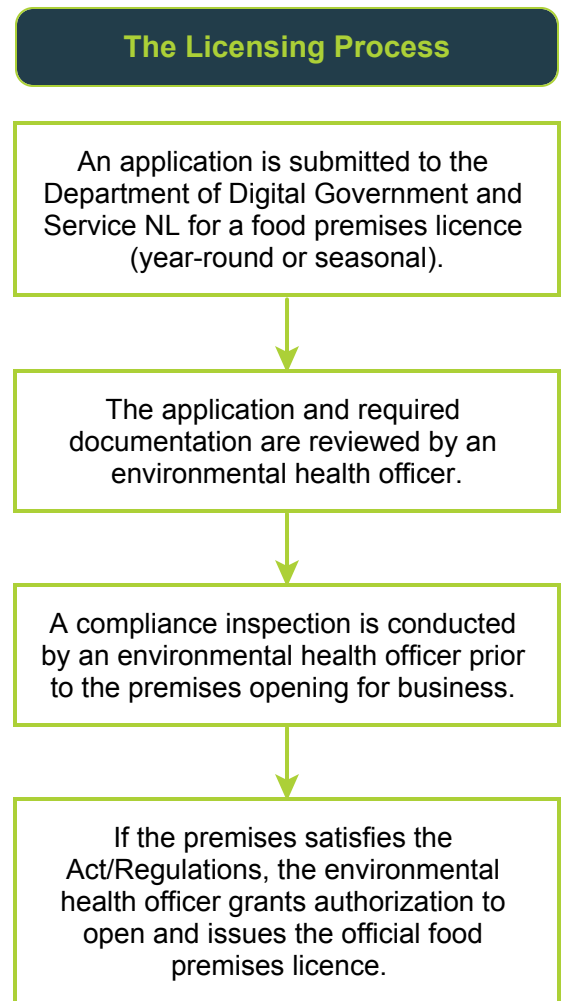 The Licensing Process
An application is submitted to the
Department of Digital Government and
Service NL for a food premises licence
(year-round or seasonal).
The application and required
documentation are reviewed by an
environmental health officer.
A compliance inspection is conducted
by an environmental health officer prior
to the premises opening for business.
If the premises satisfies the
Act/Regulations, the environmental
health officer grants authorization to
open and issues the official food
premises licence.